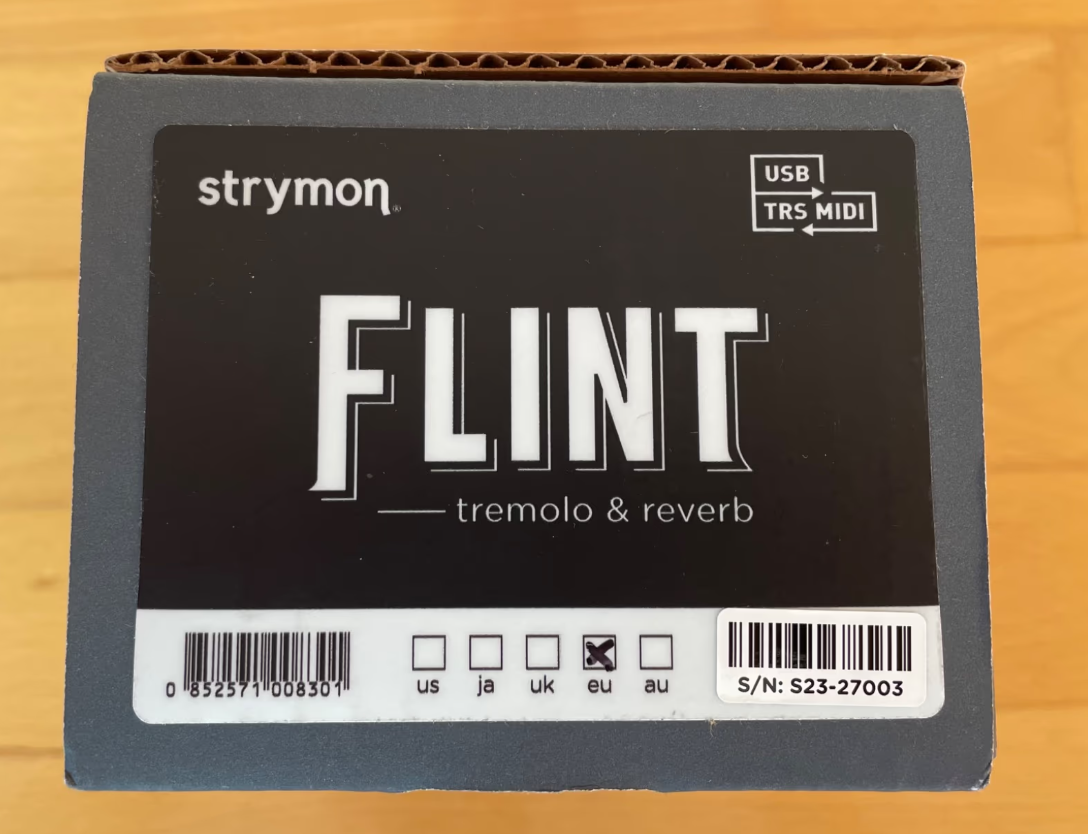 strymon®
USB
TRS MIDI
FLINT
tremolo & reverb
0 852571 008301
us ja uk eu au
S/N: S23-27003